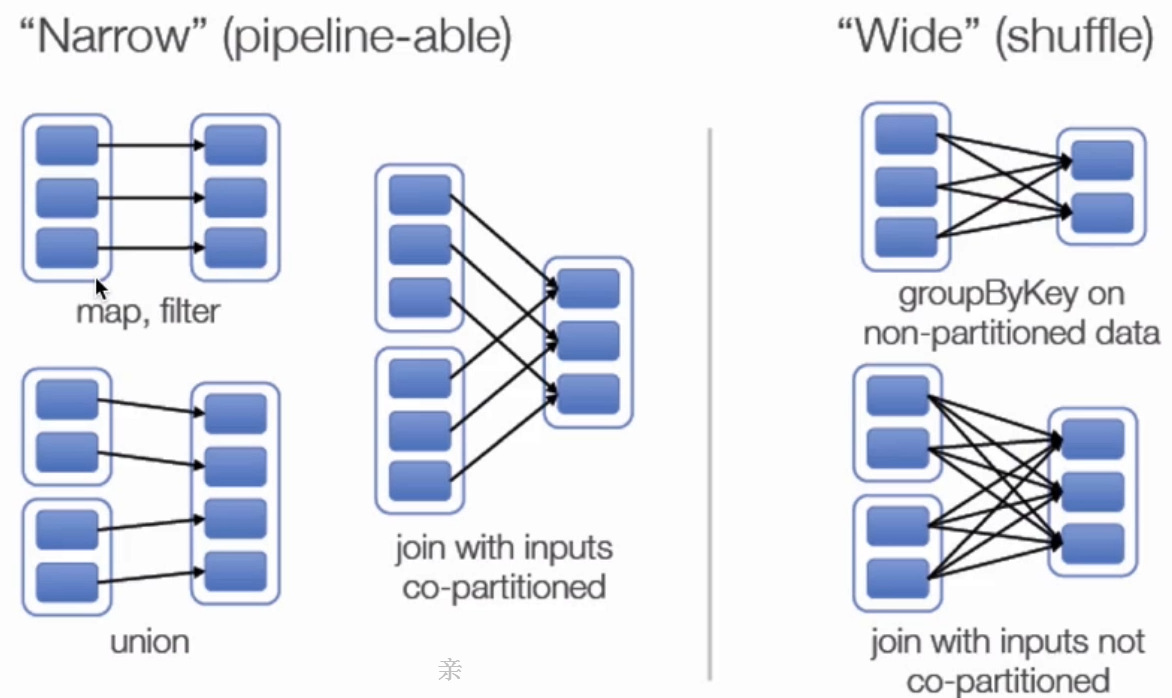 “Narrow” (pipeline-able)
“Wide” (shuffle)
map, filter
union
join with inputs
co-partitioned
groupByKey on
non-partitioned data
join with inputs not
co-partitioned
亲